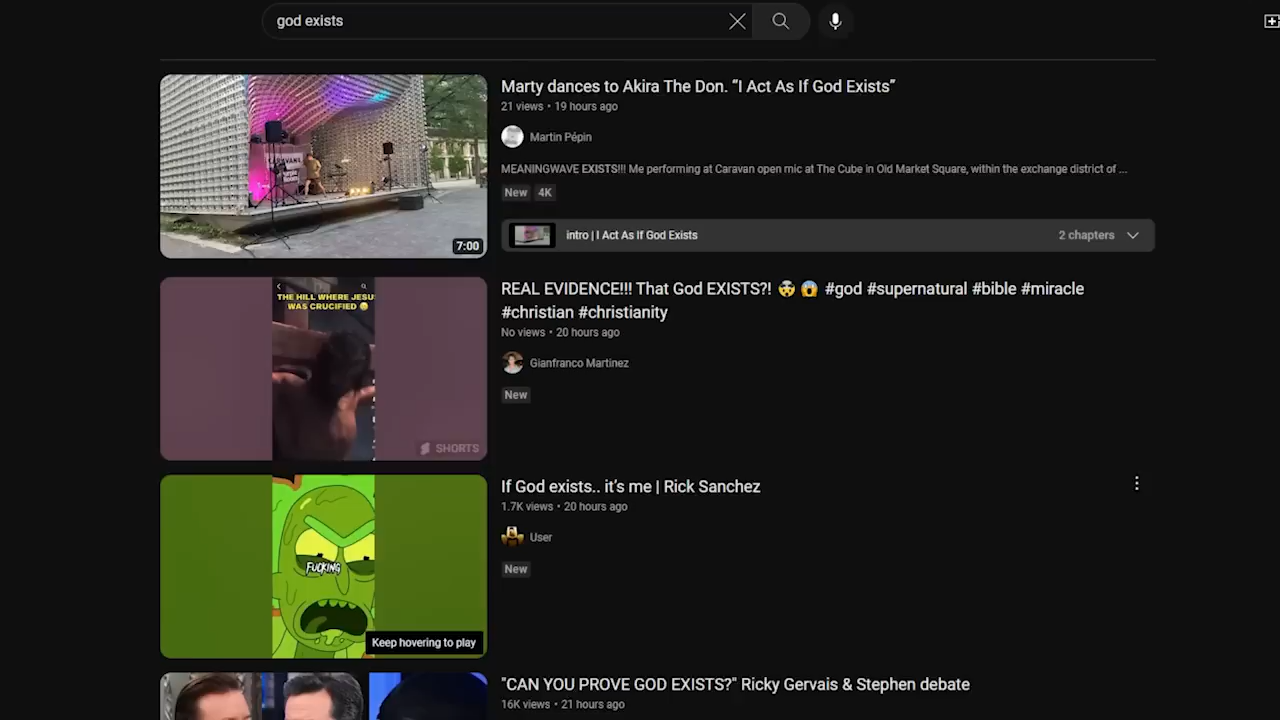 god exists
Marty dances to Akira The Don. “I Act As If God Exists”
21 views • 19 hours ago
Martin Pépin
MEANINGWAVE EXISTS!!! Me performing at Caravan open mic at The Cube in Old Market Square, within the exchange district of ...
New 4K
7:00
intro | I Act As If God Exists
2 chapters
THE HILL WHERE JESU
WAS CRUCIFIED
REAL EVIDENCE!!! That God EXISTS?! 😵 😱 #god #supernatural #bible #miracle
#christian #christianity
No views • 20 hours ago
Gianfranco Martinez
New
SHORTS
If God exists.. it’s me | Rick Sanchez
1.7K views • 20 hours ago
User
New
FUCKING
Keep hovering to play
"CAN YOU PROVE GOD EXISTS?" Ricky Gervais & Stephen debate
16K views • 21 hours ago